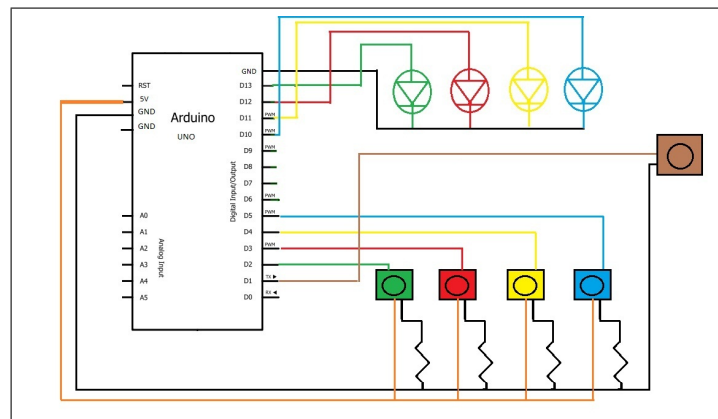 GND
RST
D13
5V
D12
GND
Arduino
D11
PWM
GND
UNO
D10
PWM
D9
PWM
D8
D7
D6
PWM
Digital Input/Output
A0
D5
PWM
A1
D4
A2
D3
PWM
Analog Input
A3
D2
A4
D1
TX ▶
A5
D0
RX ◀